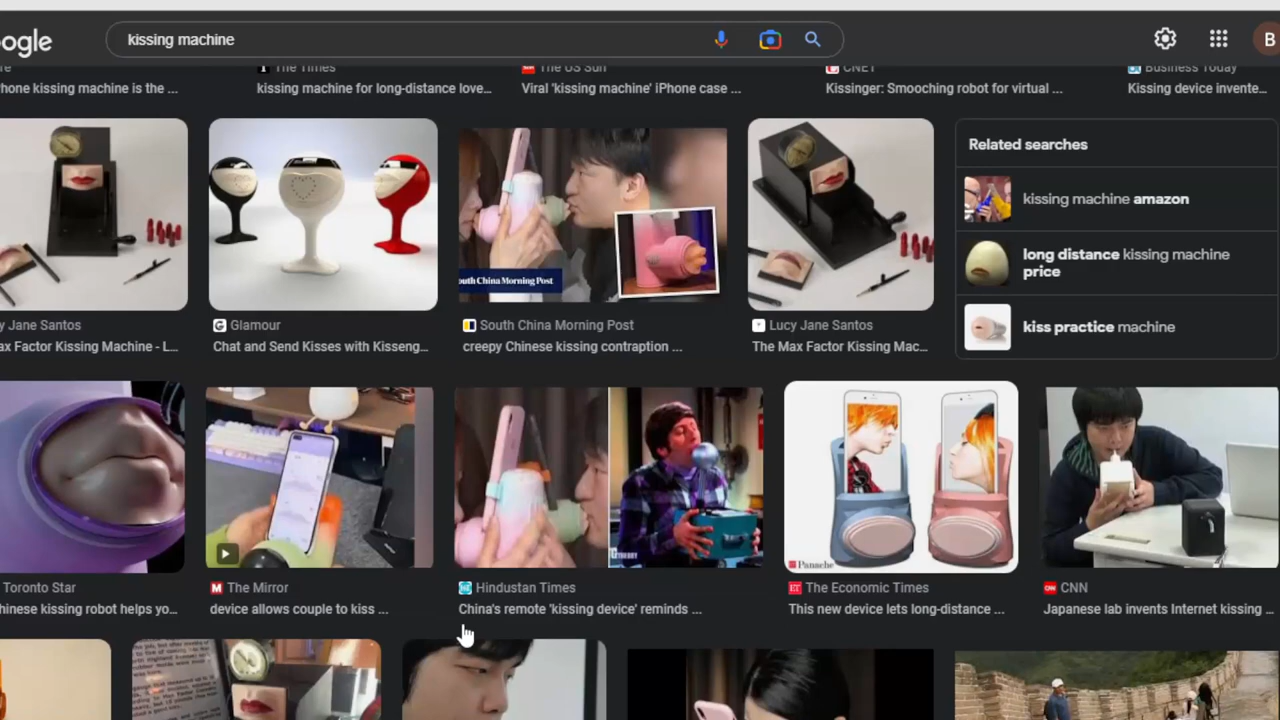 ogle
kissing machine
B
re
The Times
The US Sun
CNET
Business Today
hone kissing machine is the ...
kissing machine for long-distance love...
Viral 'kissing machine' iPhone case ...
Kissinger: Smooching robot for virtual ...
Kissing device invente...
Related searches
kissing machine amazon
long distance kissing machine
price
kiss practice machine
outh China Morning Post
y Jane Santos
Glamour
South China Morning Post
Lucy Jane Santos
ax Factor Kissing Machine - L...
Chat and Send Kisses with Kisseng...
creepy Chinese kissing contraption ...
The Max Factor Kissing Mac...
Panache
Toronto Star
The Mirror
Hindustan Times
The Economic Times
CNN
hinese kissing robot helps yo...
device allows couple to kiss ...
China's remote 'kissing device' reminds ...
This new device lets long-distance ...
Japanese lab invents Internet kissing ...